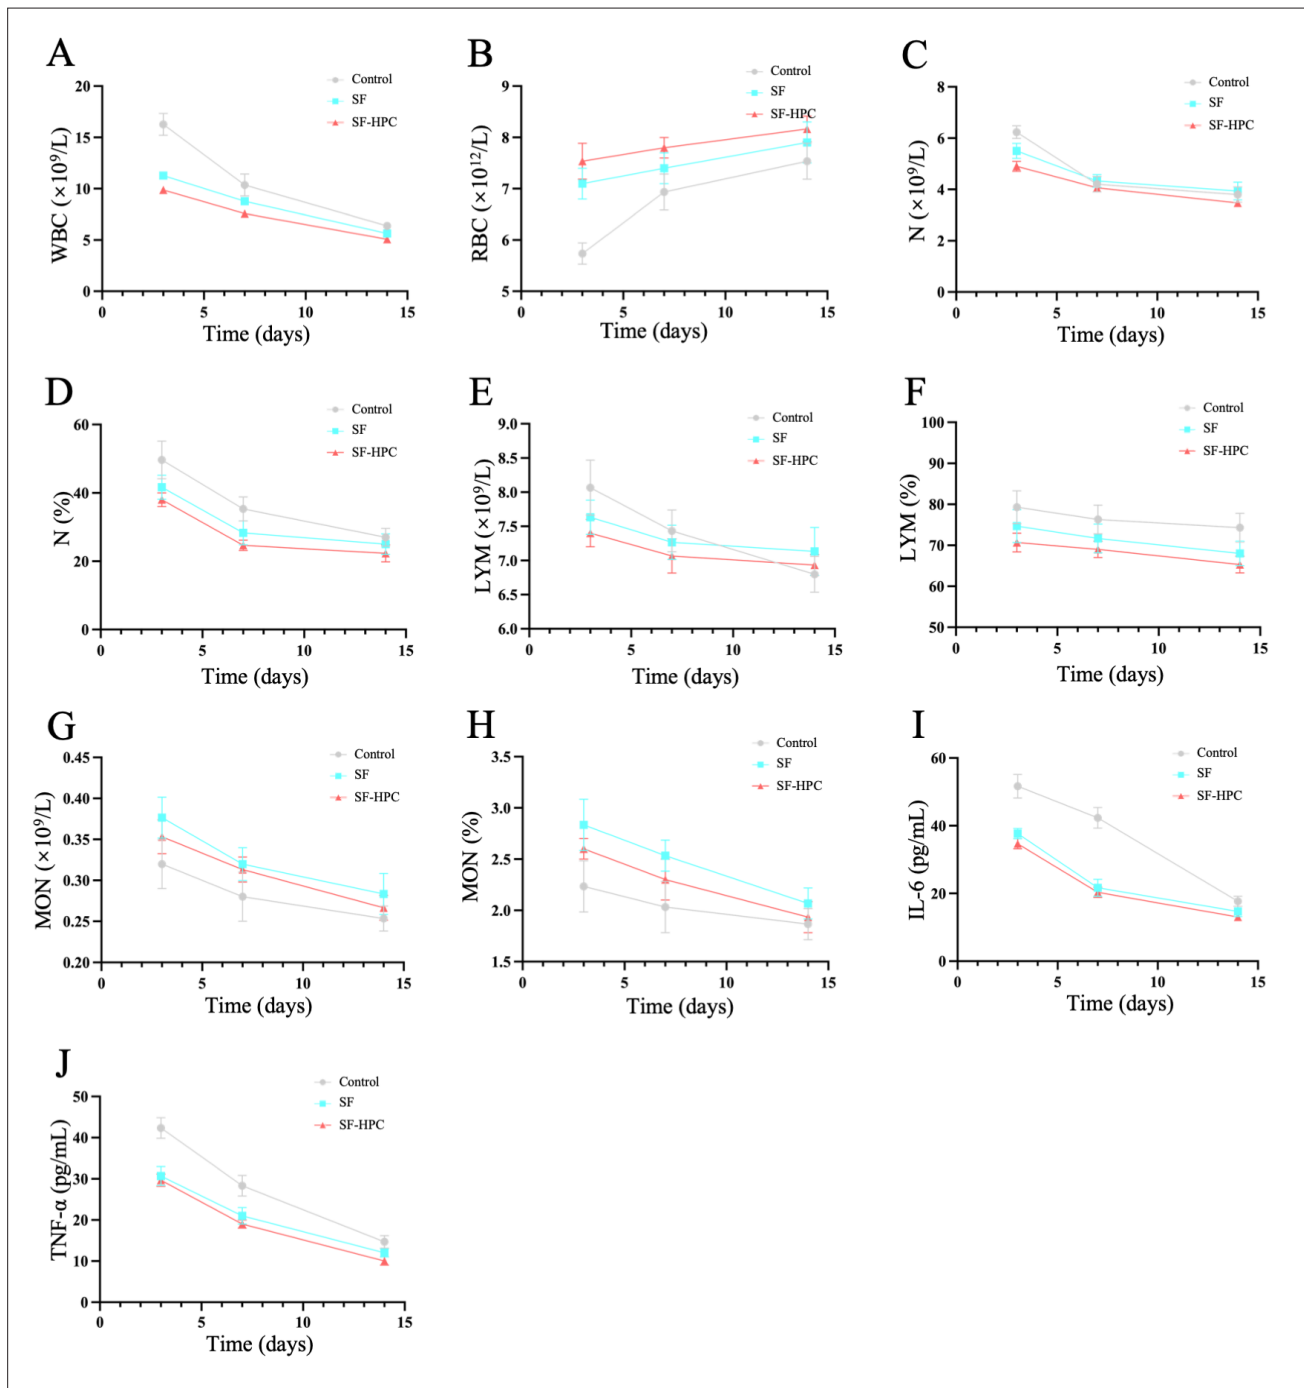 A
WBC (×10⁹/L)
20
15
10
5
0
0 5 10 15
Time (days)
Control
SF
SF-HPC
B
RBC (×10¹²/L)
9
8
7
6
5
0 5 10 15
Time (days)
Control
SF
SF-HPC
C
N (×10⁹/L)
8
6
4
2
0
0 5 10 15
Time (days)
Control
SF
SF-HPC
D
N (%)
60
40
20
0
0 5 10 15
Time (days)
Control
SF
SF-HPC
E
LYM (×10⁹/L)
9.0
8.5
8.0
7.5
7.0
6.5
6.0
0 5 10 15
Time (days)
Control
SF
SF-HPC
F
LYM (%)
100
90
80
70
60
50
0 5 10 15
Time (days)
Control
SF
SF-HPC
G
MON (×10⁹/L)
0.45
0.40
0.35
0.30
0.25
0.20
0 5 10 15
Time (days)
Control
SF
SF-HPC
H
MON (%)
3.5
3.0
2.5
2.0
1.5
0 5 10 15
Time (days)
Control
SF
SF-HPC
I
IL-6 (pg/mL)
60
40
20
0
0 5 10 15
Time (days)
Control
SF
SF-HPC
J
TNF-α (pg/mL)
50
40
30
20
10
0
0 5 10 15
Time (days)
Control
SF
SF-HPC